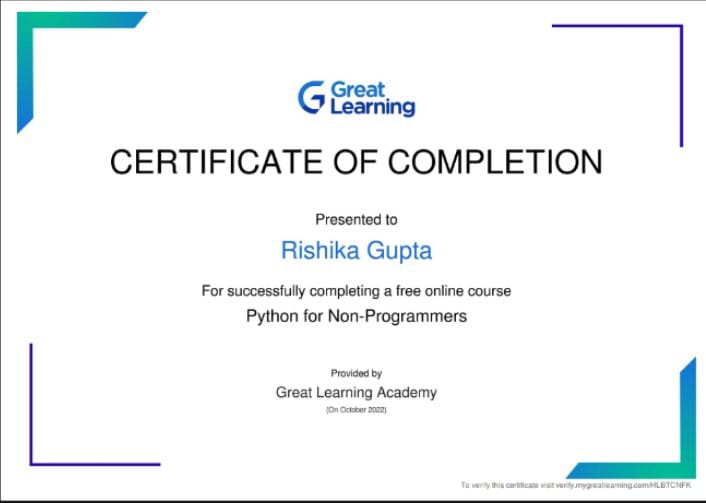 Great
Learning
CERTIFICATE OF COMPLETION
Presented to
Rishika Gupta
For successfully completing a free online course
Python for Non-Programmers
Provided by
Great Learning Academy
(On October 2022)
To verify this certificate visit verify.mygreatlearning.com/HLBTCNFK